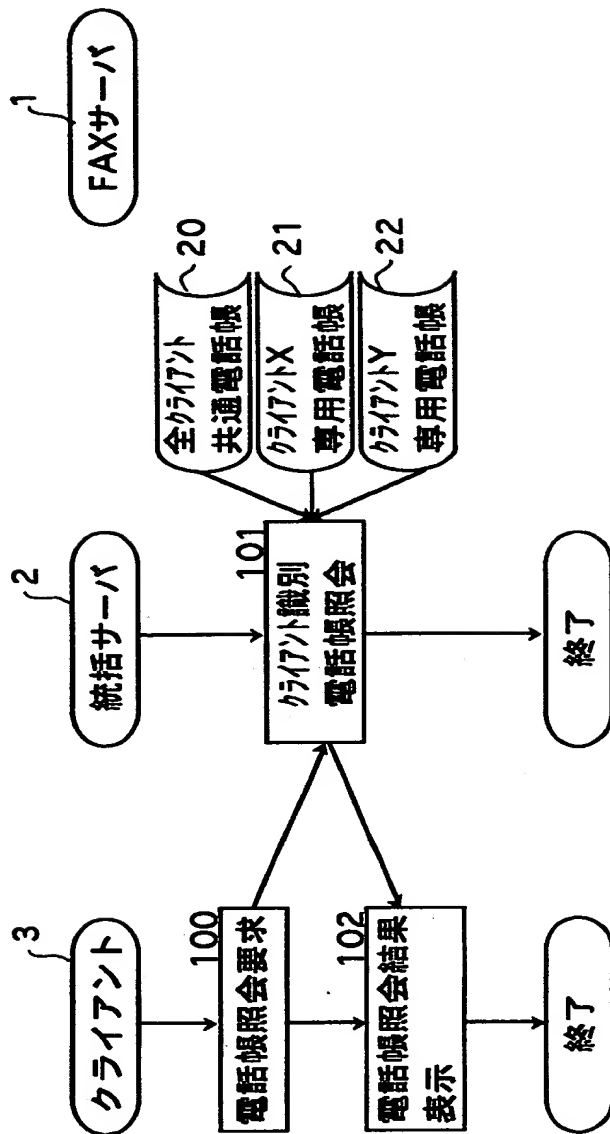 3
クライアント
100
電話帳照会要求
102
電話帳照会結果
表示
終了
2
統括サーバ
101
クライアント識別
電話帳照会
終了
全クライアント
共通電話帳
20
クライアントX
専用電話帳
21
クライアントY
専用電話帳
22
1
FAXサーバ